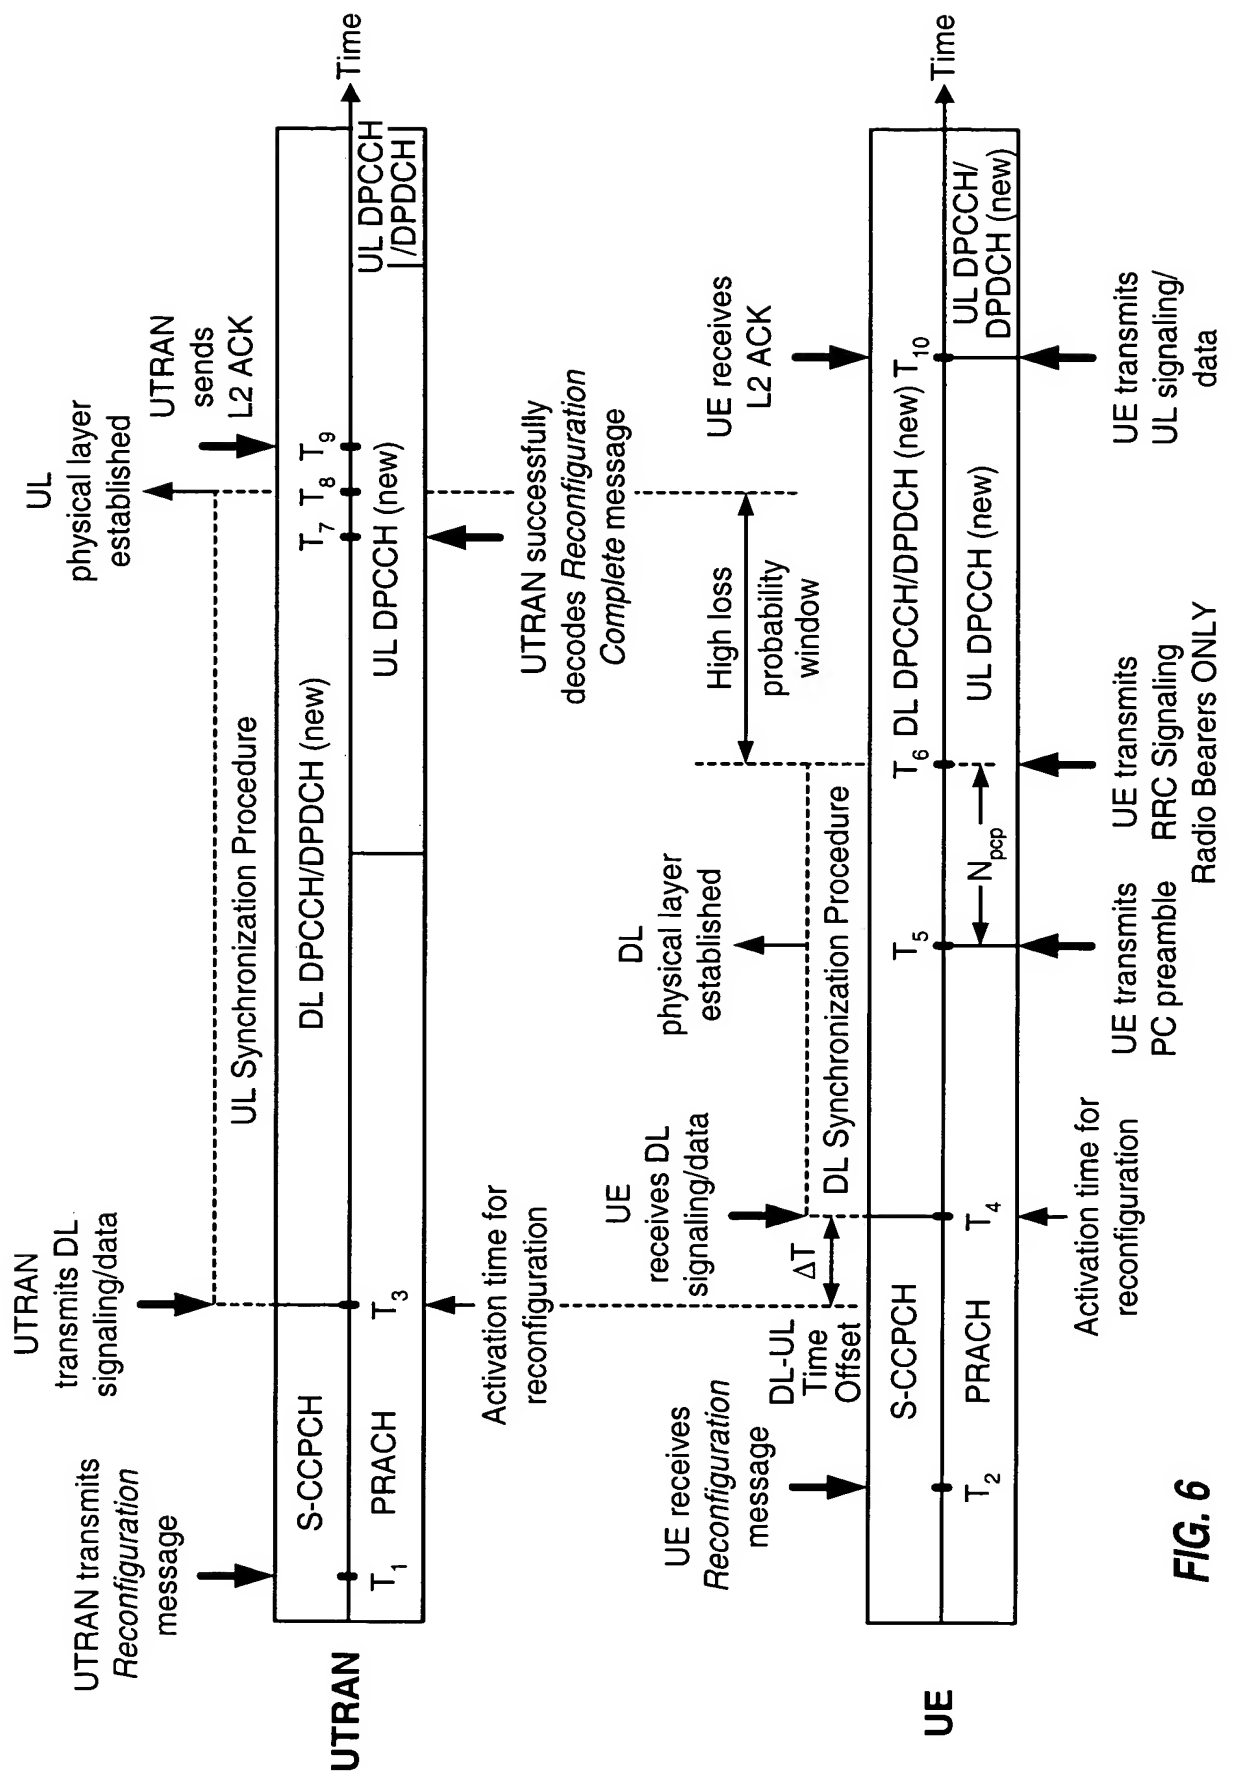 UTRAN transmits
Reconfiguration
message
UTRAN
transmits DL
signaling/data
UL Synchronization Procedure
UL
physical layer
established
UTRAN
sends
L2 ACK
UTRAN
S-CCPCH
DL DPCCH/DPDCH (new)
T7
T8
T9
Time
T1
PRACH
T3
UL DPCCH (new)
UL DPCCH
/DPDCH
Activation time for
reconfiguration
UTRAN successfully
decodes Reconfiguration
Complete message
UE receives
Reconfiguration
message
DL-UL
Time
Offset
ΔT
UE
receives DL
signaling/data
DL Synchronization Procedure
DL
physical layer
established
High loss
probability
window
UE receives
L2 ACK
UE
S-CCPCH
T5
T6
DL DPCCH/DPDCH (new)
T10
Time
T2
PRACH
T4
Npcp
UL DPCCH (new)
UL DPCCH/
DPDCH (new)
Activation time for
reconfiguration
UE transmits
PC preamble
UE transmits
RRC Signaling
Radio Bearers ONLY
UE transmits
UL signaling/
data
FIG. 6